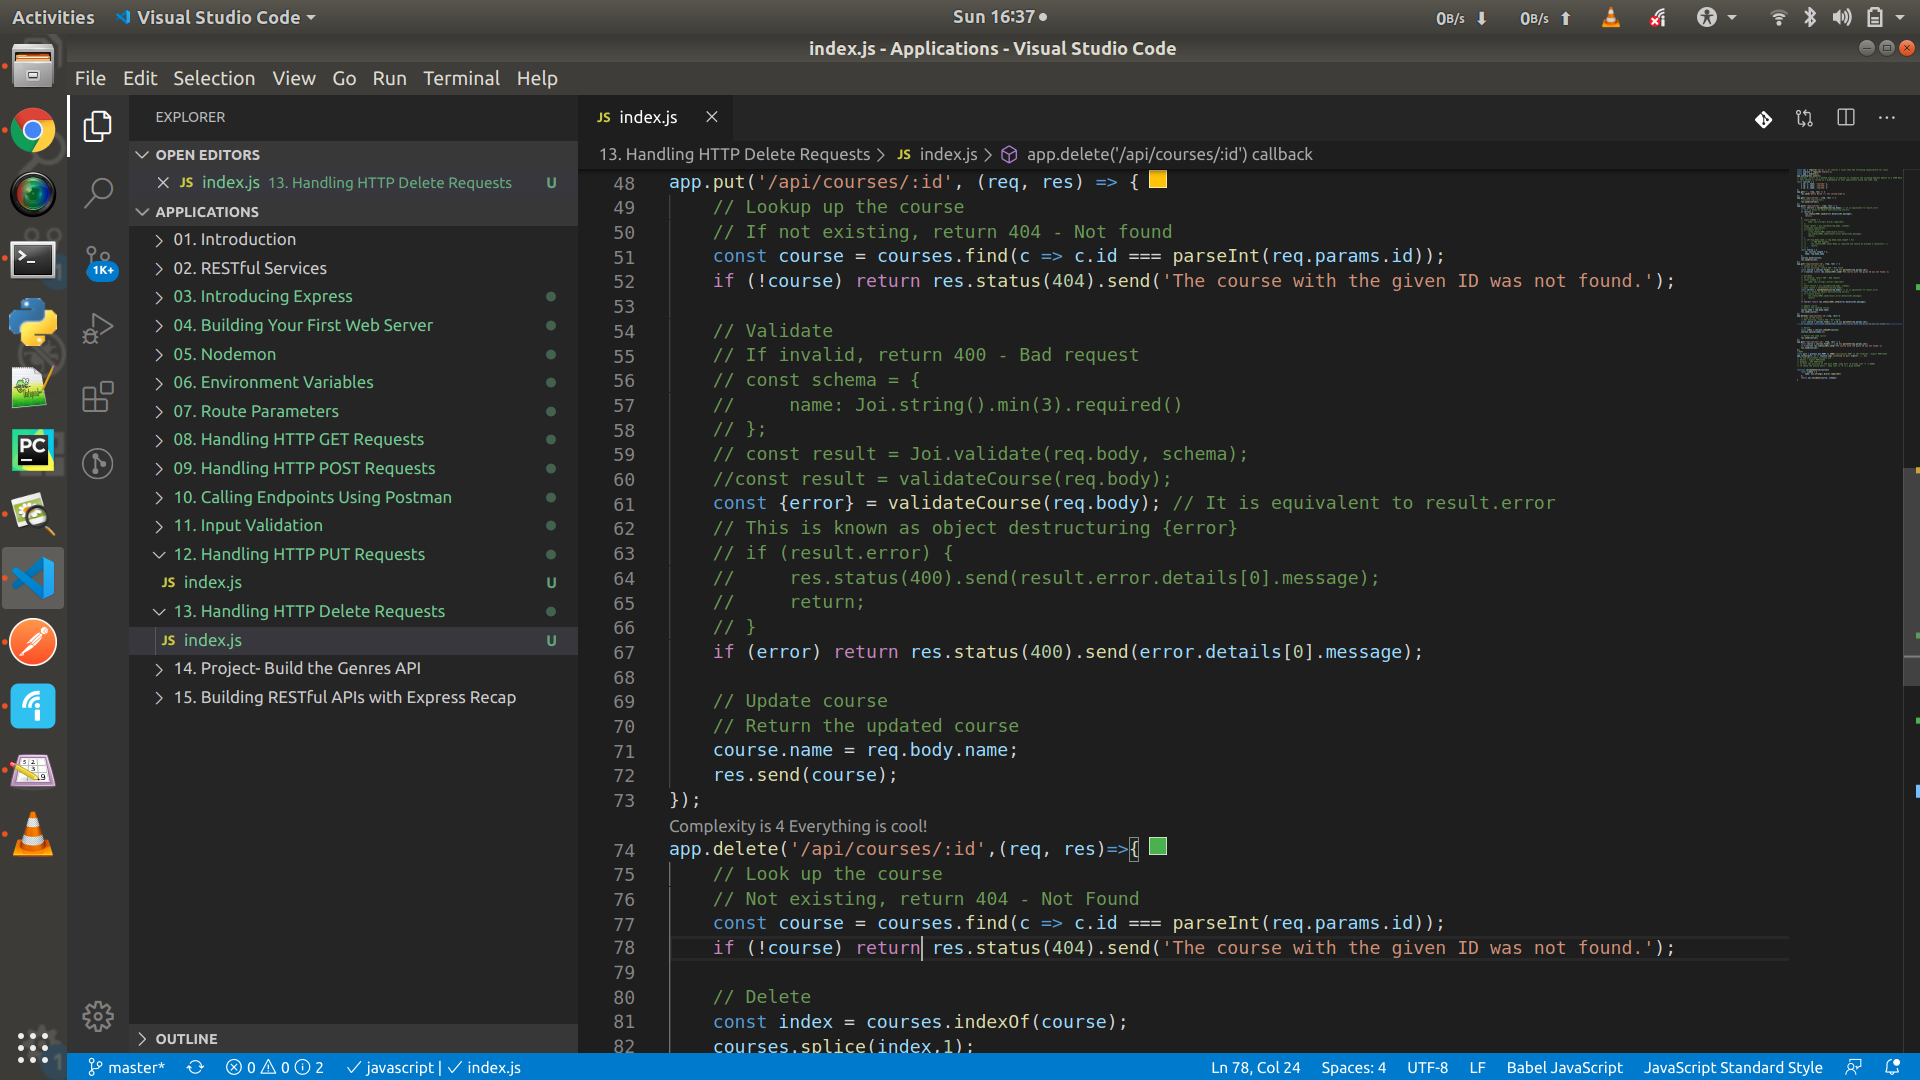 Activities Visual Studio Code Sun 16:37 0B/s 0B/s
index.js - Applications - Visual Studio Code
File Edit Selection View Go Run Terminal Help
EXPLORER
OPEN EDITORS
JS index.js 13. Handling HTTP Delete Requests U
APPLICATIONS
01. Introduction
02. RESTful Services
03. Introducing Express
04. Building Your First Web Server
05. Nodemon
06. Environment Variables
07. Route Parameters
08. Handling HTTP GET Requests
09. Handling HTTP POST Requests
10. Calling Endpoints Using Postman
11. Input Validation
12. Handling HTTP PUT Requests
JS index.js U
13. Handling HTTP Delete Requests
JS index.js U
14. Project- Build the Genres API
15. Building RESTful APIs with Express Recap
OUTLINE
1K+
PC
JS index.js
13. Handling HTTP Delete Requests > JS index.js > app.delete('/api/courses/:id') callback
48 app.put('/api/courses/:id', (req, res) => {
49 // Lookup up the course
50 // If not existing, return 404 - Not found
51 const course = courses.find(c => c.id === parseInt(req.params.id));
52 if (!course) return res.status(404).send('The course with the given ID was not found.');
53
54 // Validate
55 // If invalid, return 400 - Bad request
56 // const schema = {
57 //     name: Joi.string().min(3).required()
58 // };
59 // const result = Joi.validate(req.body, schema);
60 //const result = validateCourse(req.body);
61 const {error} = validateCourse(req.body); // It is equivalent to result.error
62 // This is known as object destructuring {error}
63 // if (result.error) {
64 //     res.status(400).send(result.error.details[0].message);
65 //     return;
66 // }
67 if (error) return res.status(400).send(error.details[0].message);
68
69 // Update course
70 // Return the updated course
71 course.name = req.body.name;
72 res.send(course);
73 });
Complexity is 4 Everything is cool!
74 app.delete('/api/courses/:id',(req, res)=>{
75 // Look up the course
76 // Not existing, return 404 - Not Found
77 const course = courses.find(c => c.id === parseInt(req.params.id));
78 if (!course) return res.status(404).send('The course with the given ID was not found.');
79
80 // Delete
81 const index = courses.indexOf(course);
82 courses.splice(index,1);
master* 0 0 2 javascript | index.js Ln 78, Col 24 Spaces: 4 UTF-8 LF Babel JavaScript JavaScript Standard Style